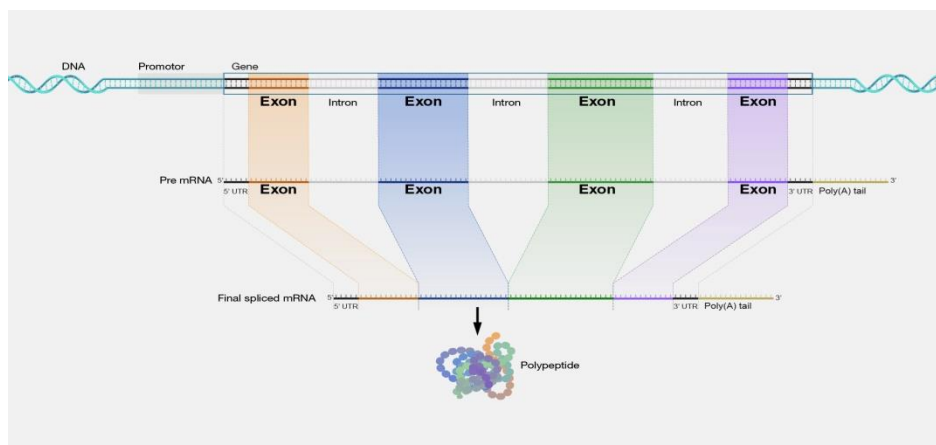 DNA Promotor Gene
Exon Intron Exon Intron Exon Intron Exon
Pre mRNA 5' 3'
5' UTR Exon Exon Exon Exon 3' UTR Poly(A) tail
Final spliced mRNA 5' 3'
5' UTR 3' UTR Poly(A) tail
Polypeptide